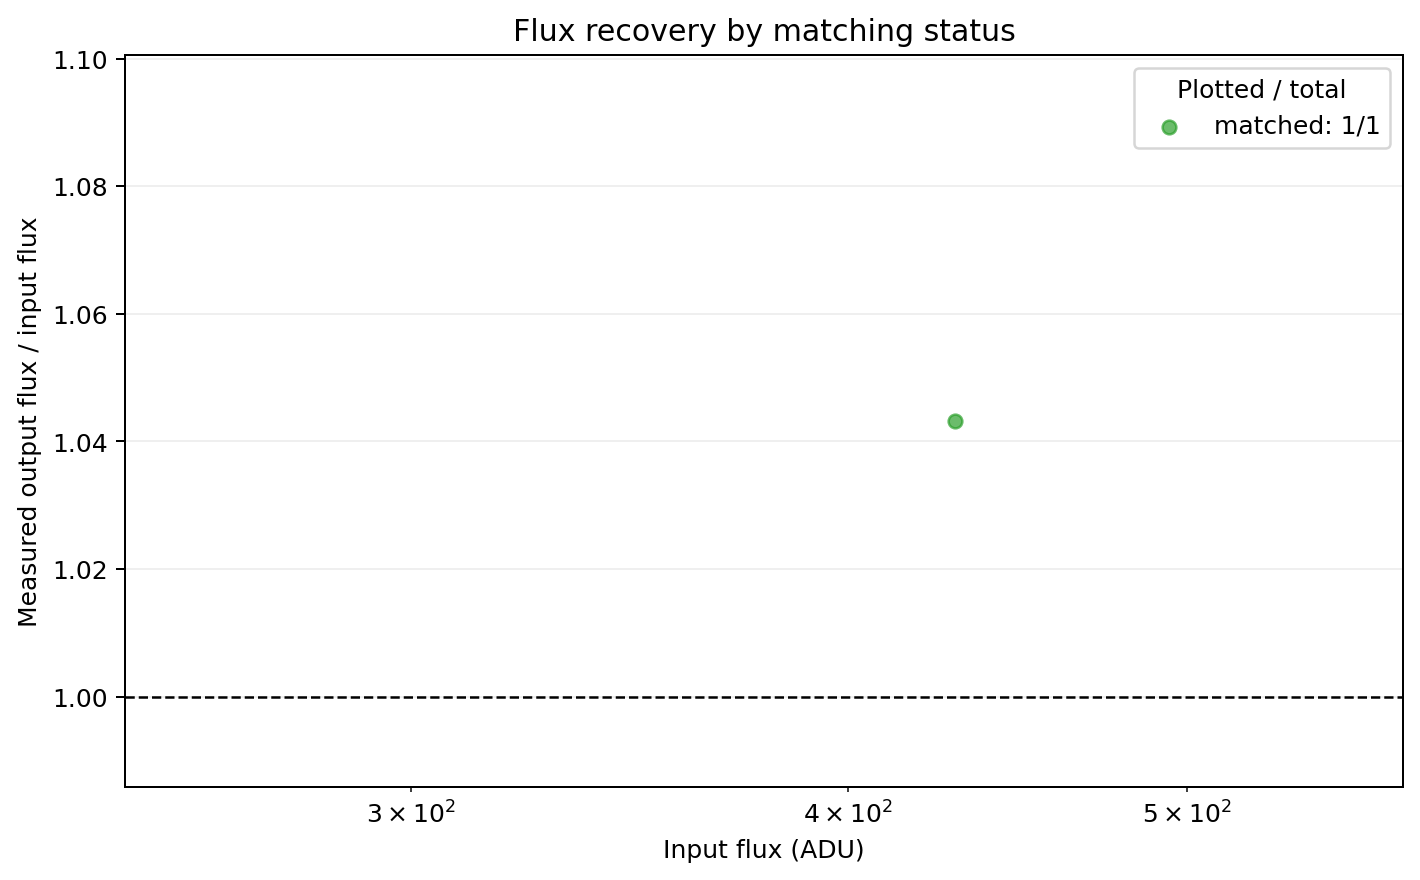 Flux recovery by matching status
Plotted / total
matched: 1/1
Measured output flux / input flux
1.10
1.08
1.06
1.04
1.02
1.00
3 × 10²
4 × 10²
5 × 10²
Input flux (ADU)